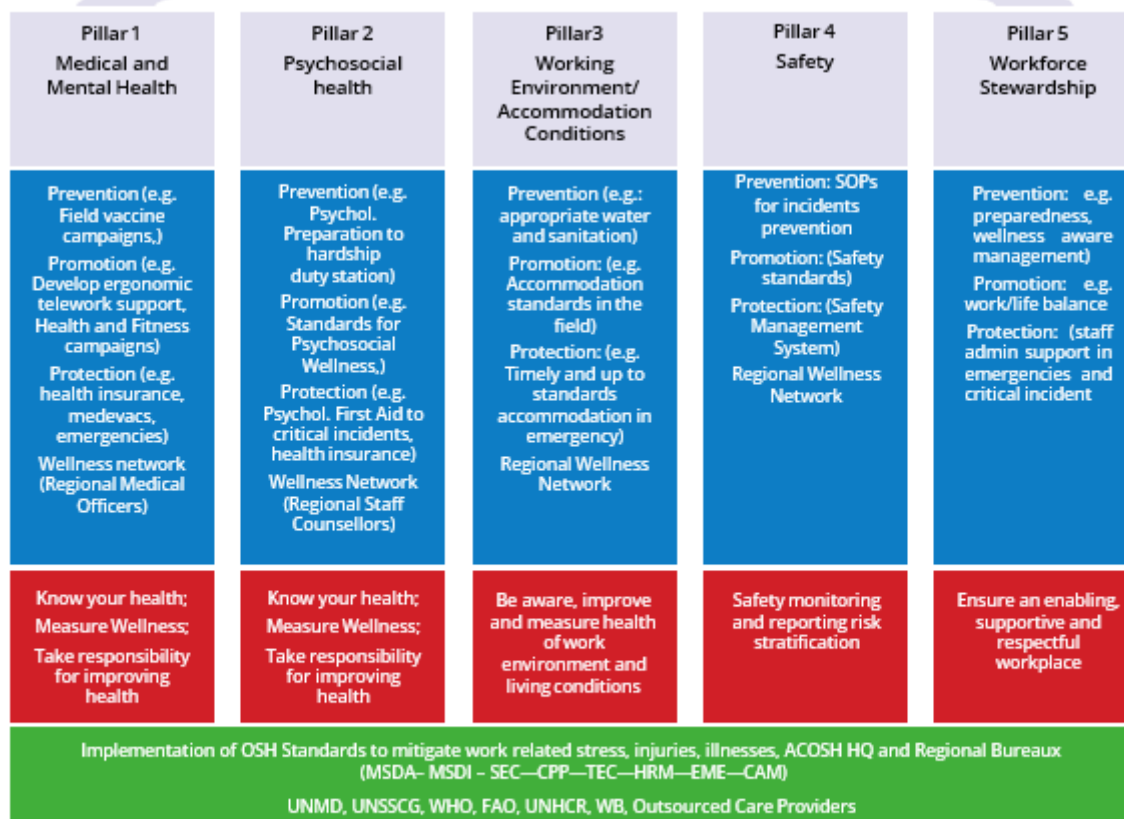 Pillar 1
Medical and
Mental Health
Pillar 2
Psychosocial
health
Pillar3
Working
Environment/
Accommodation
Conditions
Pillar 4
Safety
Pillar 5
Workforce
Stewardship
Prevention (e.g.
Field vaccine
campaigns,)
Promotion (e.g.
Develop ergonomic
telework support,
Health and Fitness
campaigns)
Protection (e.g.
health insurance,
medevacs,
emergencies)
Wellness network
(Regional Medical
Officers)
Prevention (e.g.
Psychol.
Preparation to
hardship
duty station)
Promotion (e.g.
Standards for
Psychosocial
Wellness,)
Protection (e.g.
Psychol. First Aid to
critical incidents,
health insurance)
Wellness Network
(Regional Staff
Counsellors)
Prevention (e.g.:
appropriate water
and sanitation)
Promotion: (e.g.
Accommodation
standards in the
field)
Protection: (e.g.
Timely and up to
standards
accommodation in
emergency)
Regional Wellness
Network
Prevention: SOPs
for incidents
prevention
Promotion: (Safety
standards)
Protection: (Safety
Management
System)
Regional Wellness
Network
Prevention: e.g.
preparedness,
wellness aware
management)
Promotion: e.g.
work/life balance
Protection: (staff
admin support in
emergencies and
critical incident
Know your health;
Measure Wellness;
Take responsibility
for improving
health
Know your health;
Measure Wellness;
Take responsibility
for improving
health
Be aware, improve
and measure health
of work
environment and
living conditions
Safety monitoring
and reporting risk
stratification
Ensure an enabling,
supportive and
respectful
workplace
Implementation of OSH Standards to mitigate work related stress, injuries, illnesses, ACOSH HQ and Regional Bureaux
(MSDA– MSDI – SEC—CPP—TEC—HRM—EME—CAM)
UNMD, UNSSCG, WHO, FAO, UNHCR, WB, Outsourced Care Providers